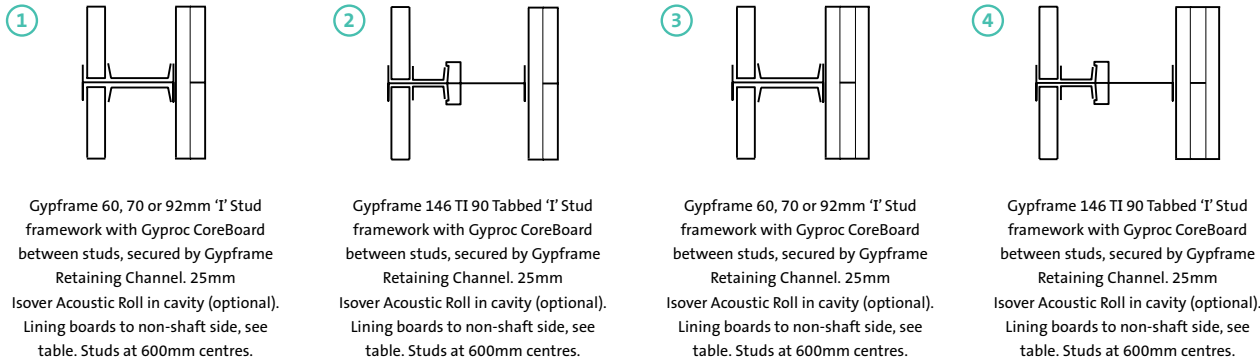 1
Gypframe 60, 70 or 92mm ‘I’ Stud
framework with Gyproc CoreBoard
between studs, secured by Gypframe
Retaining Channel. 25mm
Isover Acoustic Roll in cavity (optional).
Lining boards to non-shaft side, see
table. Studs at 600mm centres.
2
Gypframe 146 TI 90 Tabbed ‘I’ Stud
framework with Gyproc CoreBoard
between studs, secured by Gypframe
Retaining Channel. 25mm
Isover Acoustic Roll in cavity (optional).
Lining boards to non-shaft side, see
table. Studs at 600mm centres.
3
Gypframe 60, 70 or 92mm ‘I’ Stud
framework with Gyproc CoreBoard
between studs, secured by Gypframe
Retaining Channel. 25mm
Isover Acoustic Roll in cavity (optional).
Lining boards to non-shaft side, see
table. Studs at 600mm centres.
4
Gypframe 146 TI 90 Tabbed ‘I’ Stud
framework with Gyproc CoreBoard
between studs, secured by Gypframe
Retaining Channel. 25mm
Isover Acoustic Roll in cavity (optional).
Lining boards to non-shaft side, see
table. Studs at 600mm centres.